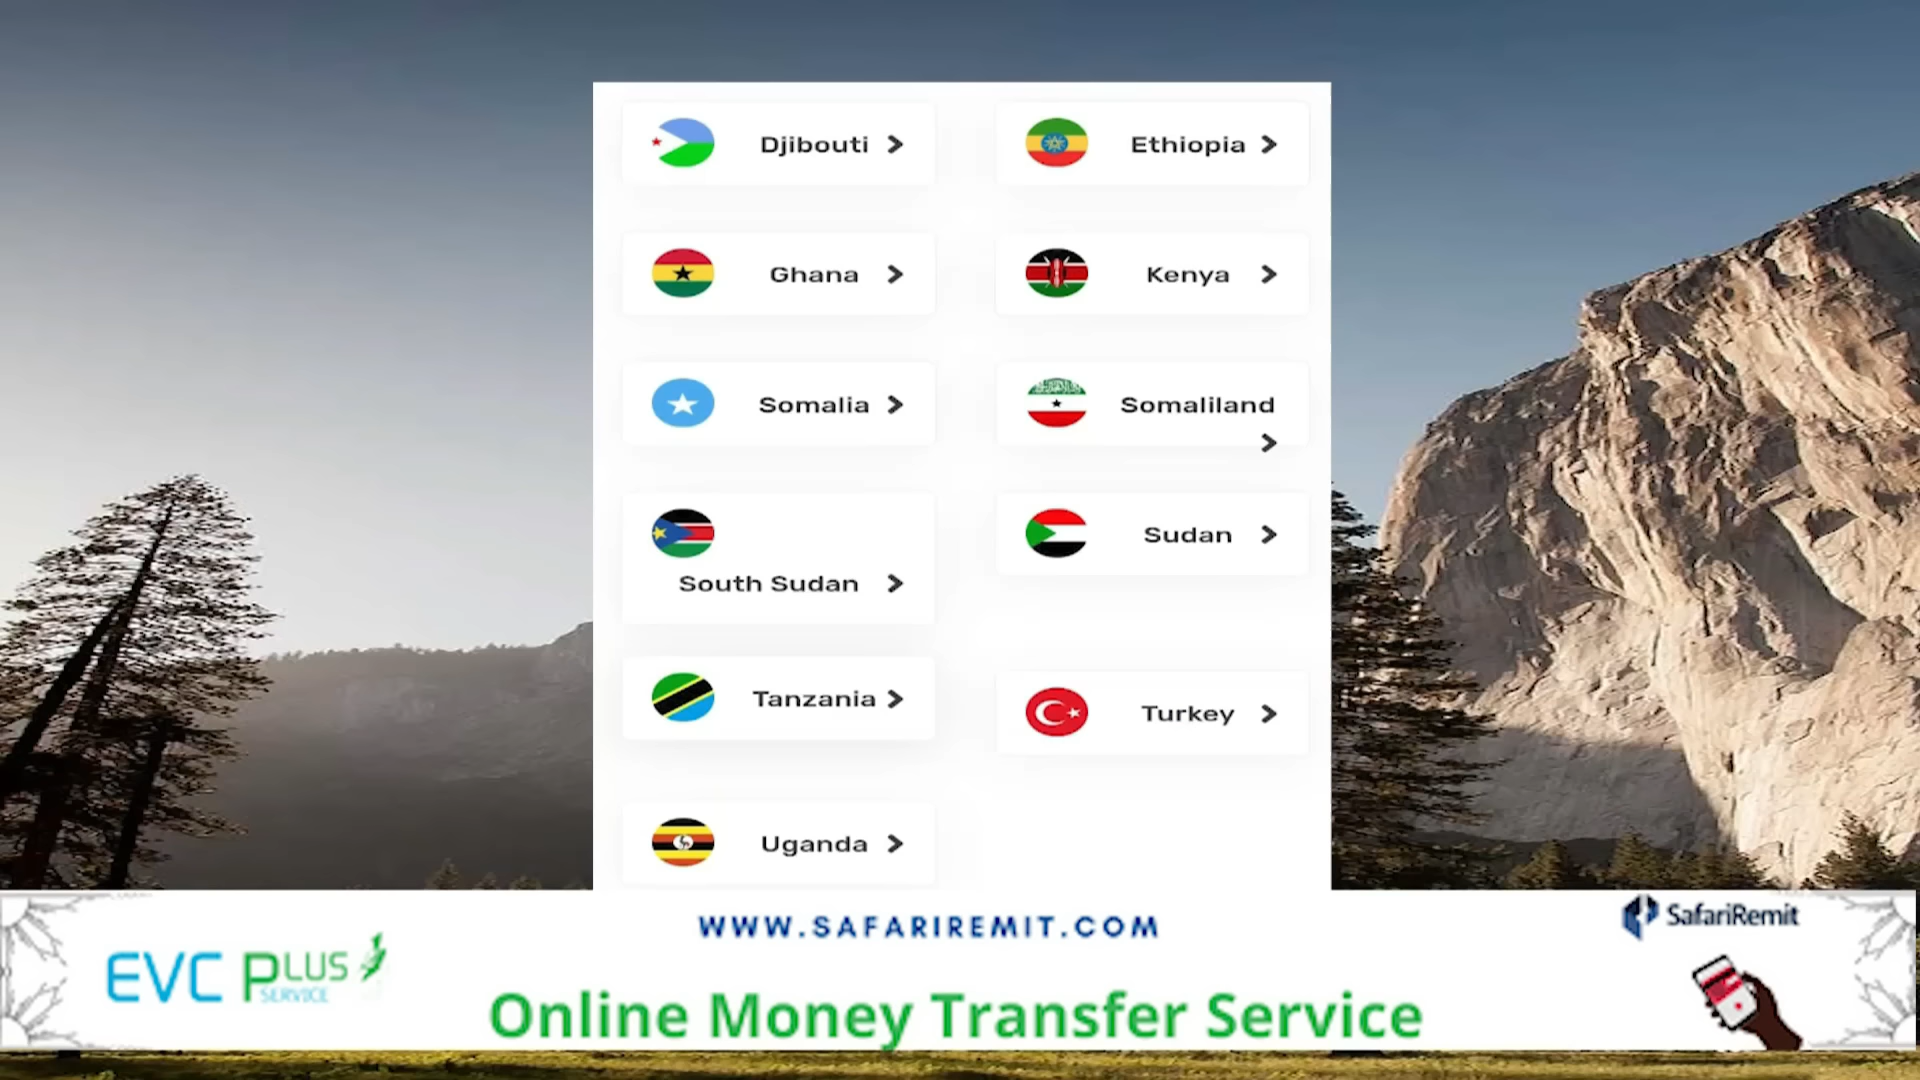 Djibouti
Ethiopia
Ghana
Kenya
Somalia
Somaliland
South Sudan
Sudan
Tanzania
Turkey
Uganda
WWW.SAFARIREMIT.COM
SafariRemit
EVC PLUS
SERVICE
Online Money Transfer Service